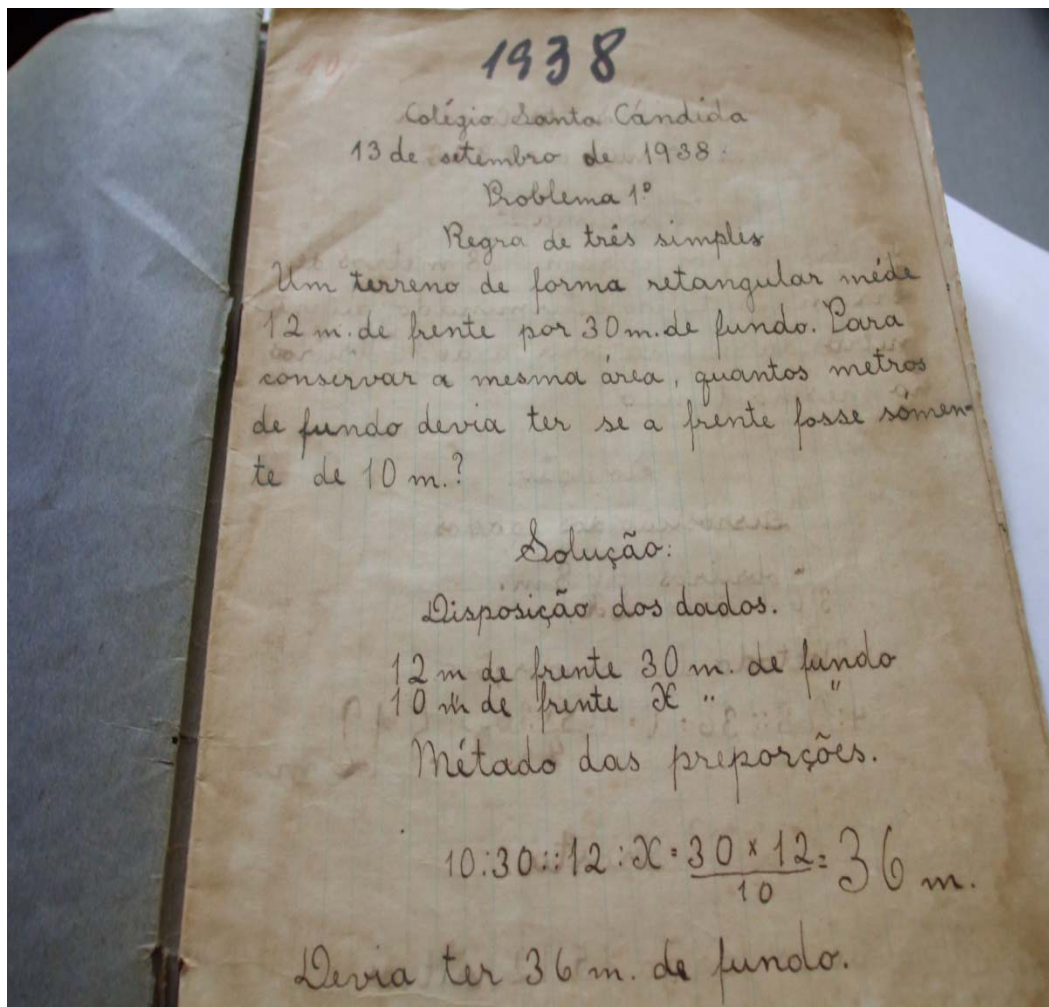 1938
Colégio Santa Cándida
13 de setembro de 1938.
Problema 1º
Regra de três simples
Um terreno de forma retangular méde
12 m. de frente por 30 m. de fundo. Para
conservar a mesma área, quantos metros
de fundo devia ter se a frente fosse sómen-
te de 10 m.?
Solução:
Disposição dos dados.
12 m de frente 30 m. de fundo
10 m de frente X " "
Métado das preporções.
10:30::12:X=30 x 12/10=36 m.
Devia ter 36 m. de fundo.